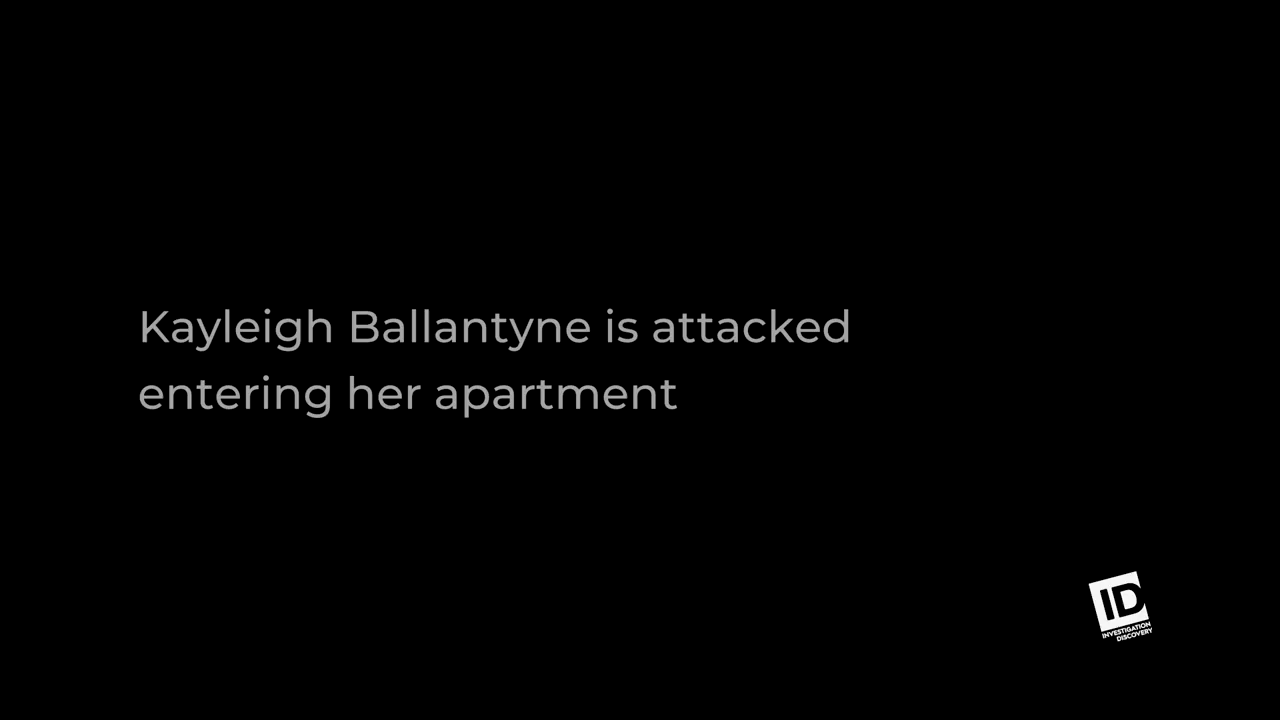 Kayleigh Ballantyne is attacked
entering her apartment
ID
INVESTIGATION
DISCOVERY